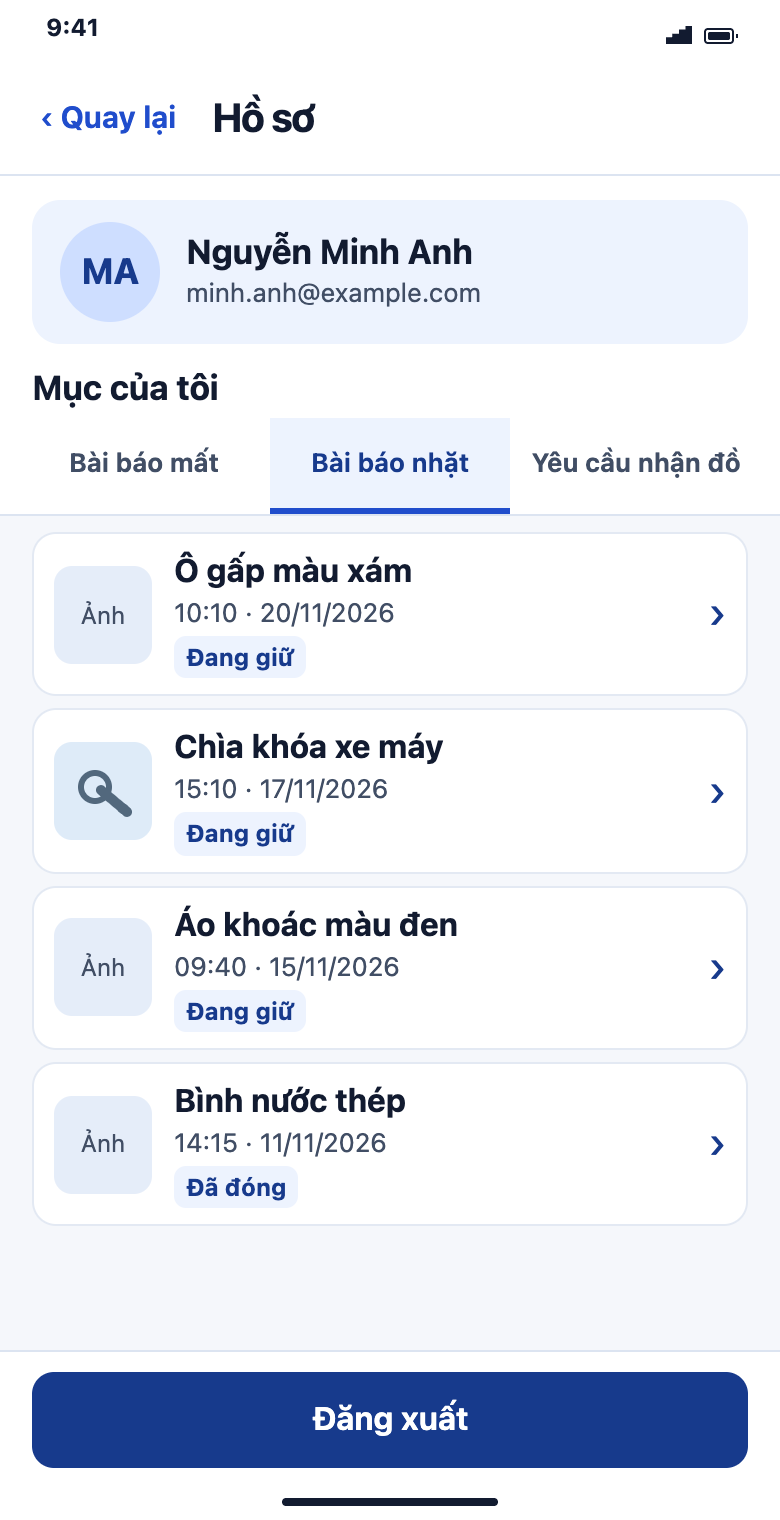 9:41
‹ Quay lại Hồ sơ
MA
Nguyễn Minh Anh
minh.anh@example.com
Mục của tôi
Bài báo mất Bài báo nhặt Yêu cầu nhận đồ
Ảnh
Ô gấp màu xám
10:10 · 20/11/2026
Đang giữ
›
Chìa khóa xe máy
15:10 · 17/11/2026
Đang giữ
›
Ảnh
Áo khoác màu đen
09:40 · 15/11/2026
Đang giữ
›
Ảnh
Bình nước thép
14:15 · 11/11/2026
Đã đóng
›
Đăng xuất